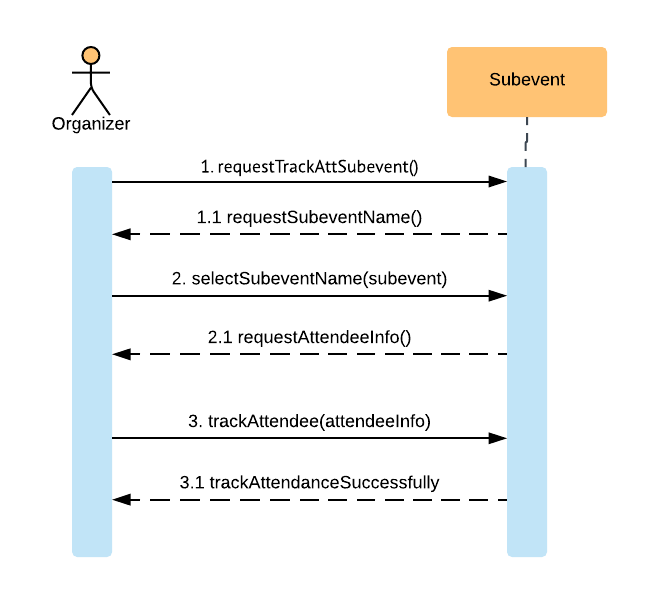 Subevent
Organizer
1. requestTrackAttSubevent()
1.1 requestSubeventName()
2. selectSubeventName(subevent)
2.1 requestAttendeeInfo()
3. trackAttendee(attendeeInfo)
3.1 trackAttendanceSuccessfully